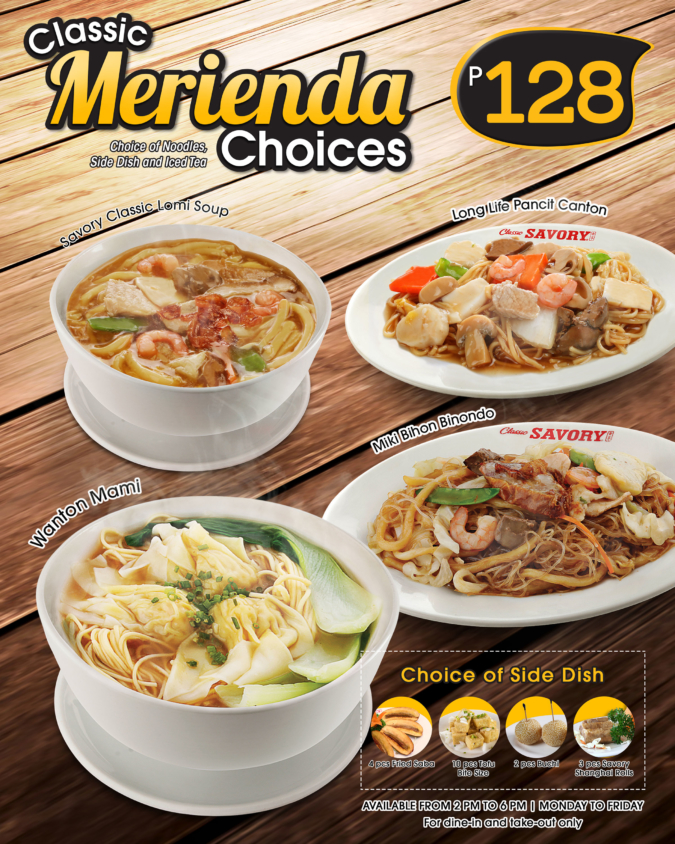 Classic
Merienda
Choices
Choice of Noodles,
Side Dish and Iced Tea
P128
Savory Classic Lomi Soup
Long Life Pancit Canton
Classic SAVORY
Miki Bihon Binondo
Classic SAVORY
Wanton Mami
Choice of Side Dish
4 pcs Fried Saba
10 pcs Tofu
Bite Size
2 pcs Buchi
3 pcs Savory
Shanghai Rolls
AVAILABLE FROM 2 PM TO 6 PM | MONDAY TO FRIDAY
For dine-in and take-out only